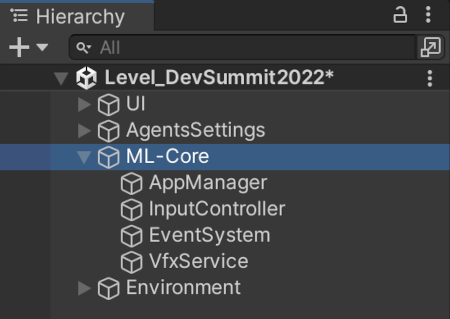 Hierarchy
All
Level_DevSummit2022*
UI
AgentsSettings
ML-Core
AppManager
InputController
EventSystem
VfxService
Environment